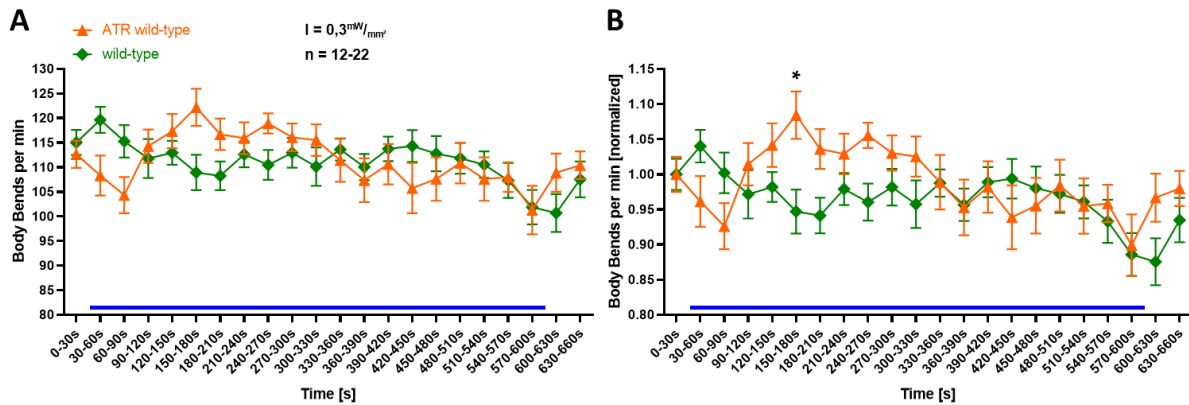 A
ATR wild-type
wild-type
I = 0,3mW/mm²
n = 12-22
Body Bends per min
130
125
120
115
110
105
100
95
90
85
80
0-30s
30-60s
60-90s
90-120s
120-150s
150-180s
180-210s
210-240s
240-270s
270-300s
300-330s
330-360s
360-390s
390-420s
420-450s
450-480s
480-510s
510-540s
540-570s
570-600s
600-630s
630-660s
Time [s]
B
Body Bends per min [normalized]
1.15
1.10
1.05
1.00
0.95
0.90
0.85
0.80
*
0-30s
30-60s
60-90s
90-120s
120-150s
150-180s
180-210s
210-240s
240-270s
270-300s
300-330s
330-360s
360-390s
390-420s
420-450s
450-480s
480-510s
510-540s
540-570s
570-600s
600-630s
630-660s
Time [s]